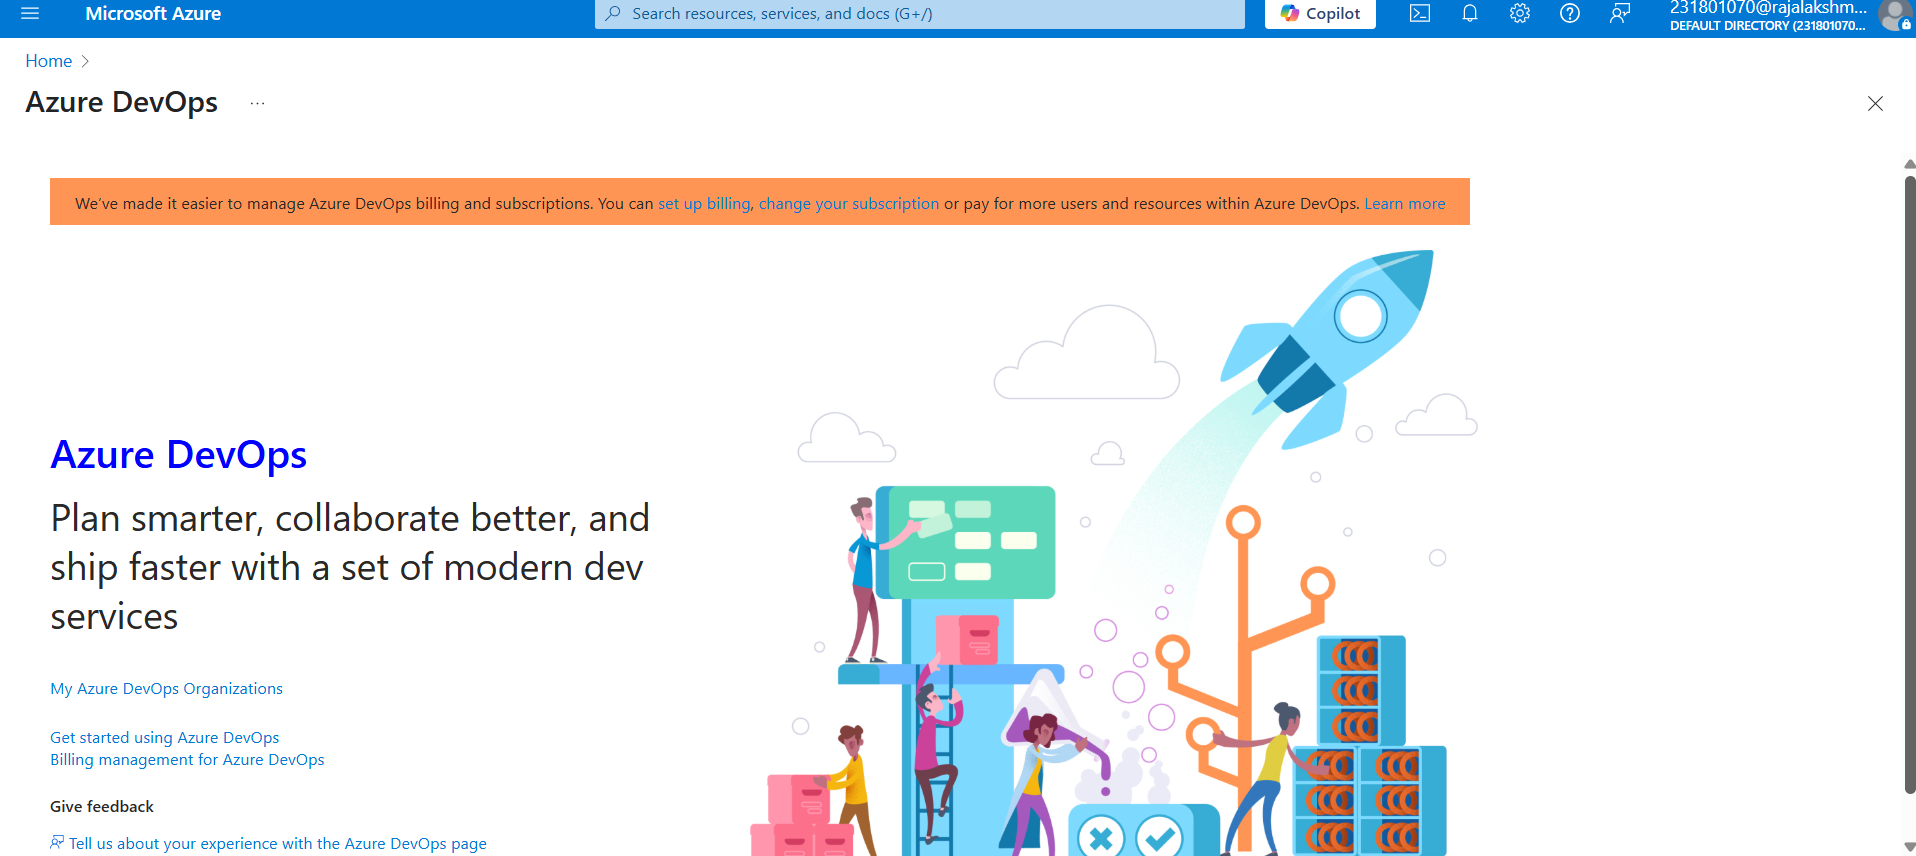 Microsoft Azure
Search resources, services, and docs (G+/)
Copilot
231801070@rajalakshm...
DEFAULT DIRECTORY (231801070...
Home
Azure DevOps
...
We've made it easier to manage Azure DevOps billing and subscriptions. You can set up billing, change your subscription or pay for more users and resources within Azure DevOps. Learn more
Azure DevOps
Plan smarter, collaborate better, and
ship faster with a set of modern dev
services
My Azure DevOps Organizations
Get started using Azure DevOps
Billing management for Azure DevOps
Give feedback
Tell us about your experience with the Azure DevOps page